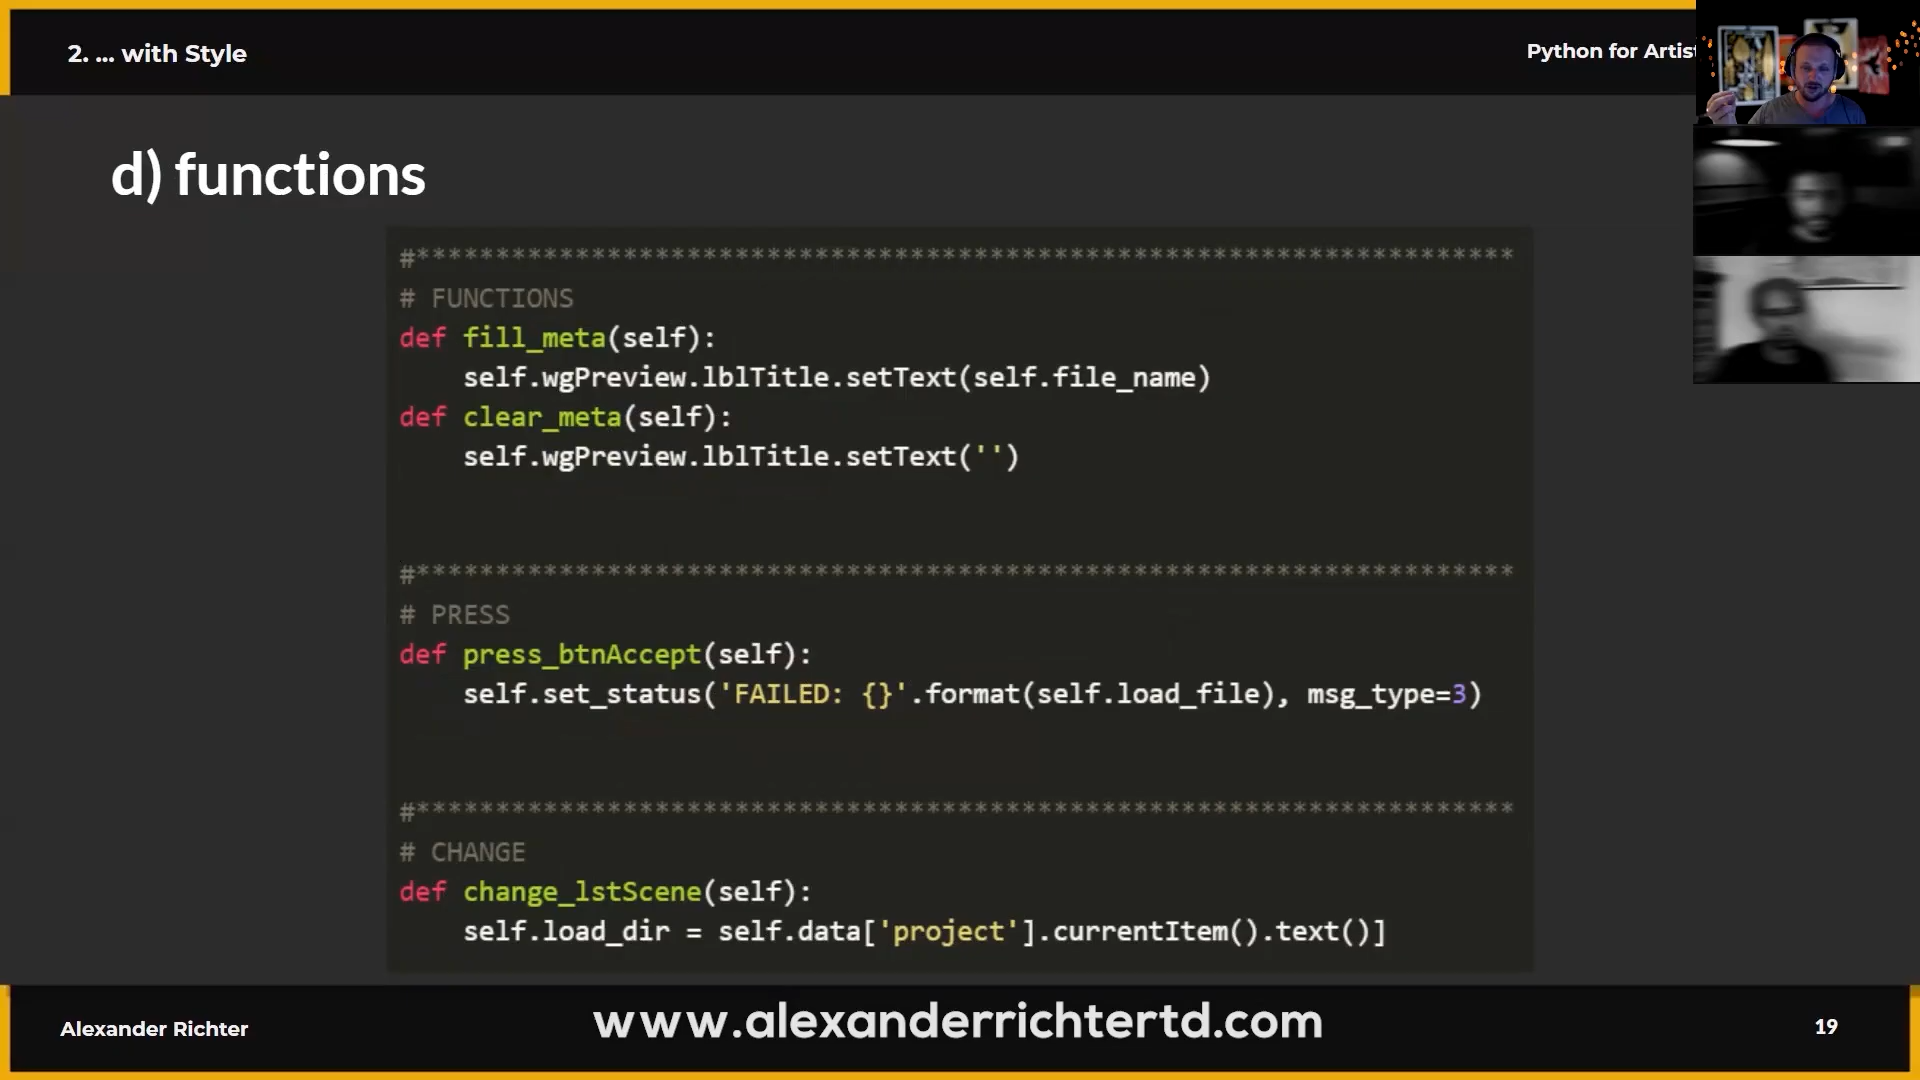 2. ... with Style
Python for Artist
d) functions
#**********************************************************************
# FUNCTIONS
def fill_meta(self):
    self.wgPreview.lblTitle.setText(self.file_name)
def clear_meta(self):
    self.wgPreview.lblTitle.setText('')
#**********************************************************************
# PRESS
def press_btnAccept(self):
    self.set_status('FAILED: {}'.format(self.load_file), msg_type=3)
#**********************************************************************
# CHANGE
def change_lstScene(self):
    self.load_dir = self.data['project'].currentItem().text()]
Alexander Richter
www.alexanderrichtertd.com
19